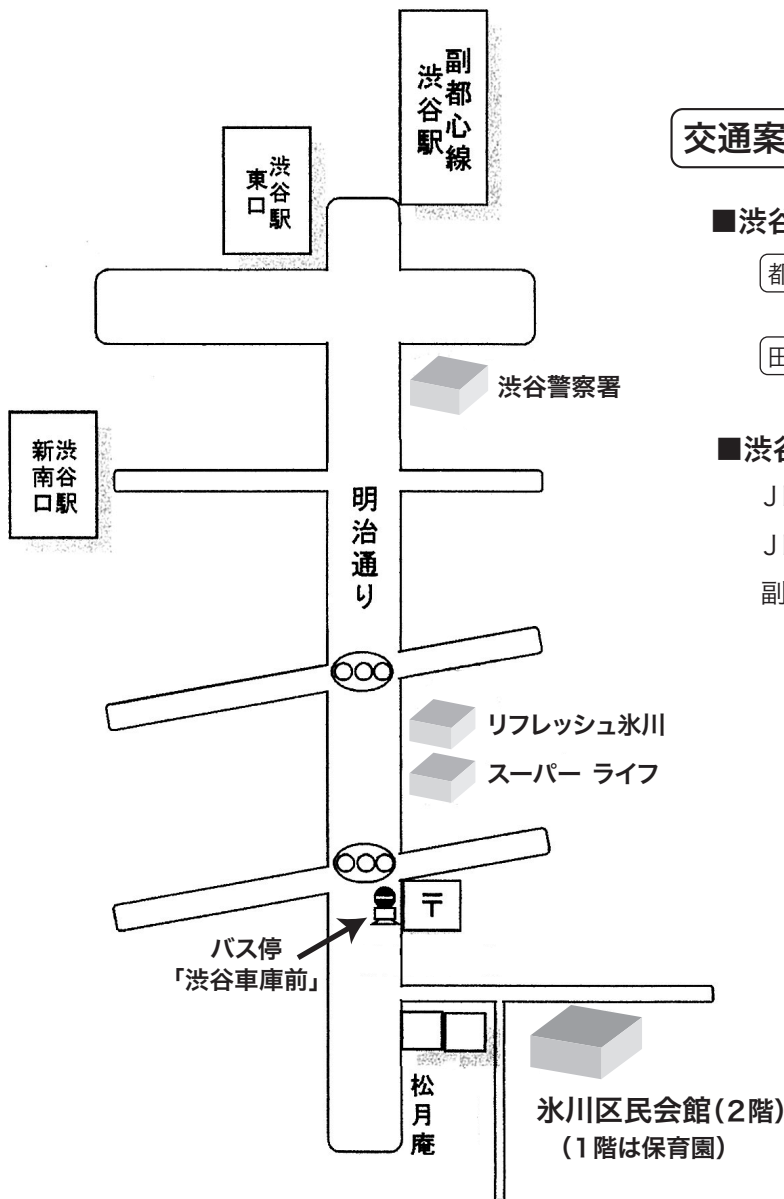 副都心線
渋谷駅
渋谷駅
東口
交通案
■渋谷
都
田
渋谷警察署
渋谷駅
新南口
■渋谷
J
J
副
明治通り
リフレッシュ氷川
スーパー ライフ
〒
バス停
「渋谷車庫前」
松月庵
氷川区民会館(2階)
(1階は保育園)